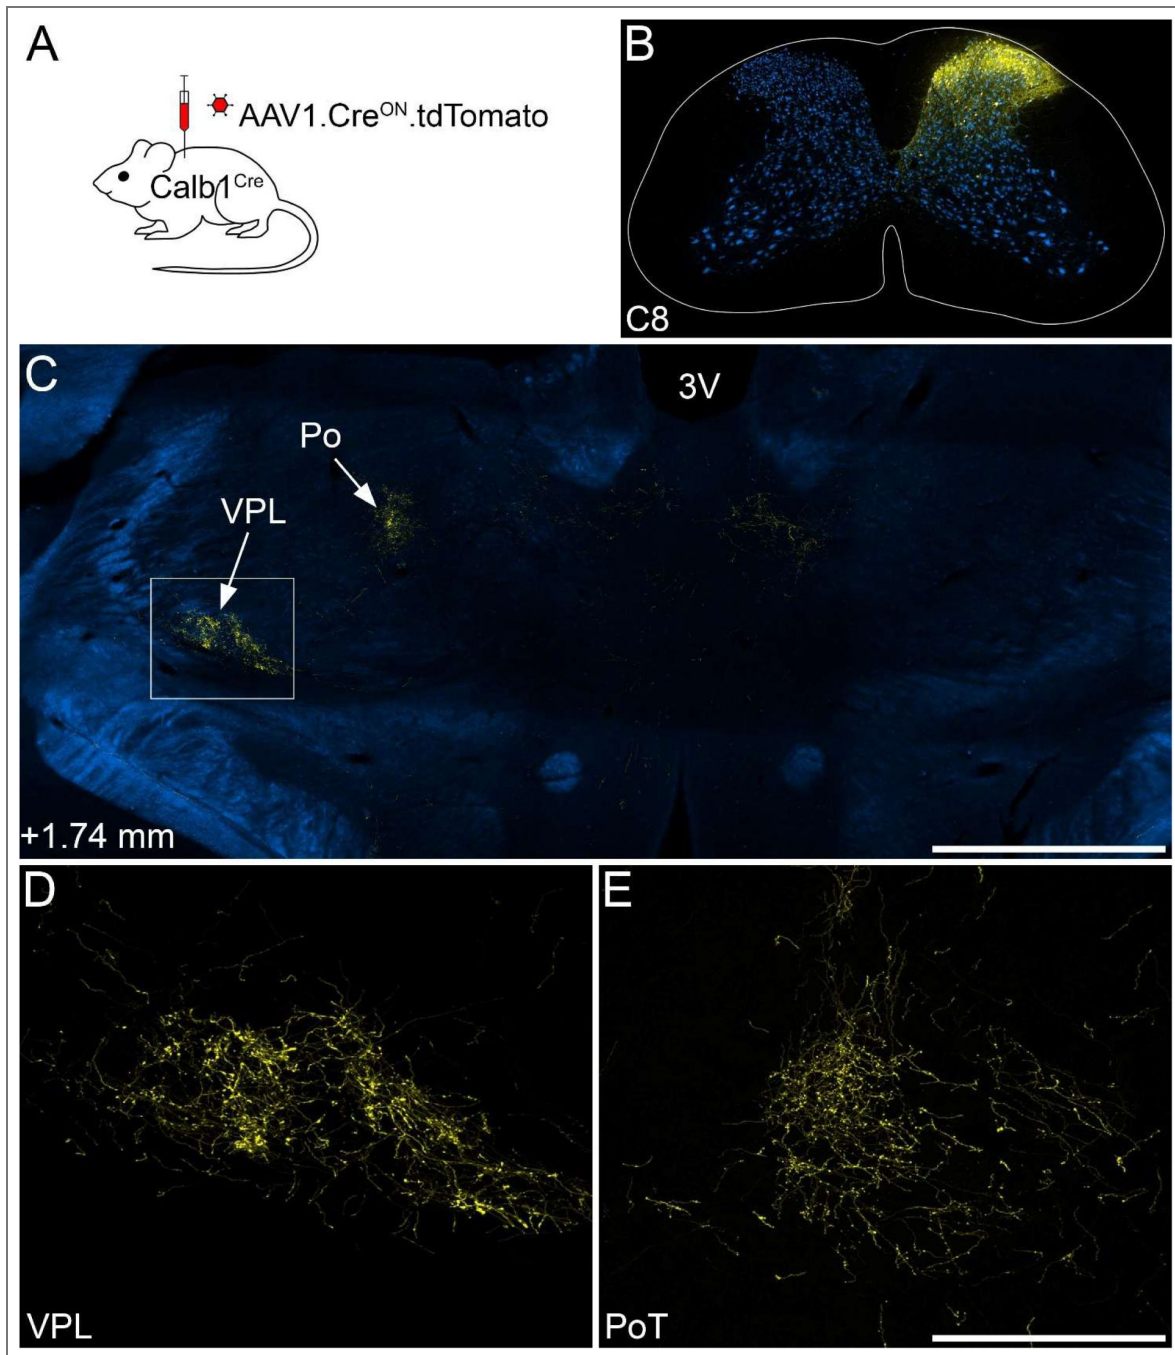 A
AAV1.Cre^ON.tdTomato
Calb1^Cre
B
C8
C
3V
Po
VPL
+1.74 mm
D
VPL
E
PoT